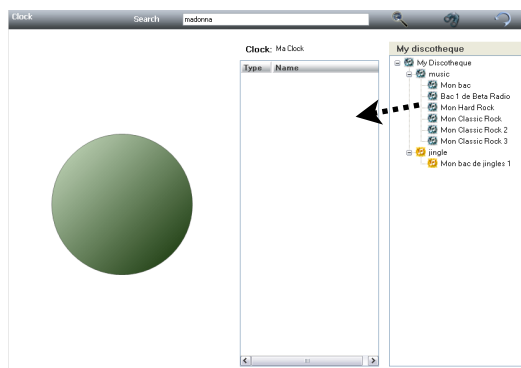 Clock Search madonna
Clock: Ma Clock
Type Name
My discotheque
My Discotheque
music
Mon bac
Bac 1 de Beta Radio
Mon Hard Rock
Mon Classic Rock
Mon Classic Rock 2
Mon Classic Rock 3
jingle
Mon bac de jingles 1